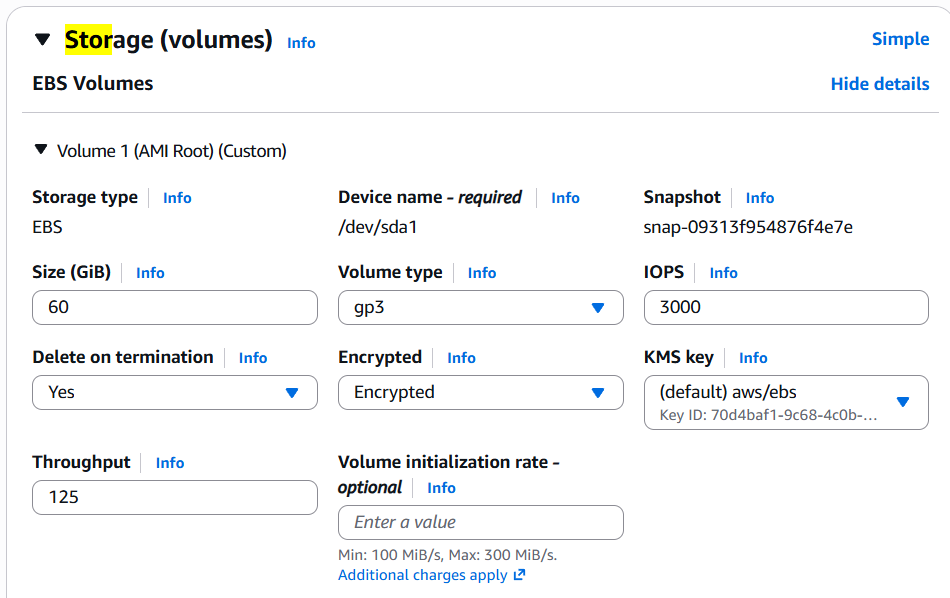 Storage (volumes) Info Simple
EBS Volumes Hide details
Volume 1 (AMI Root) (Custom)
Storage type Info Device name - required Info Snapshot Info
EBS /dev/sda1 snap-09313f954876f4e7e
Size (GiB) Info Volume type Info IOPS Info
60 gp3 3000
Delete on termination Info Encrypted Info KMS key Info
Yes Encrypted (default) aws/ebs
Key ID: 70d4baf1-9c68-4c0b-...
Throughput Info Volume initialization rate -
optional Info
125
Enter a value
Min: 100 MiB/s, Max: 300 MiB/s.
Additional charges apply